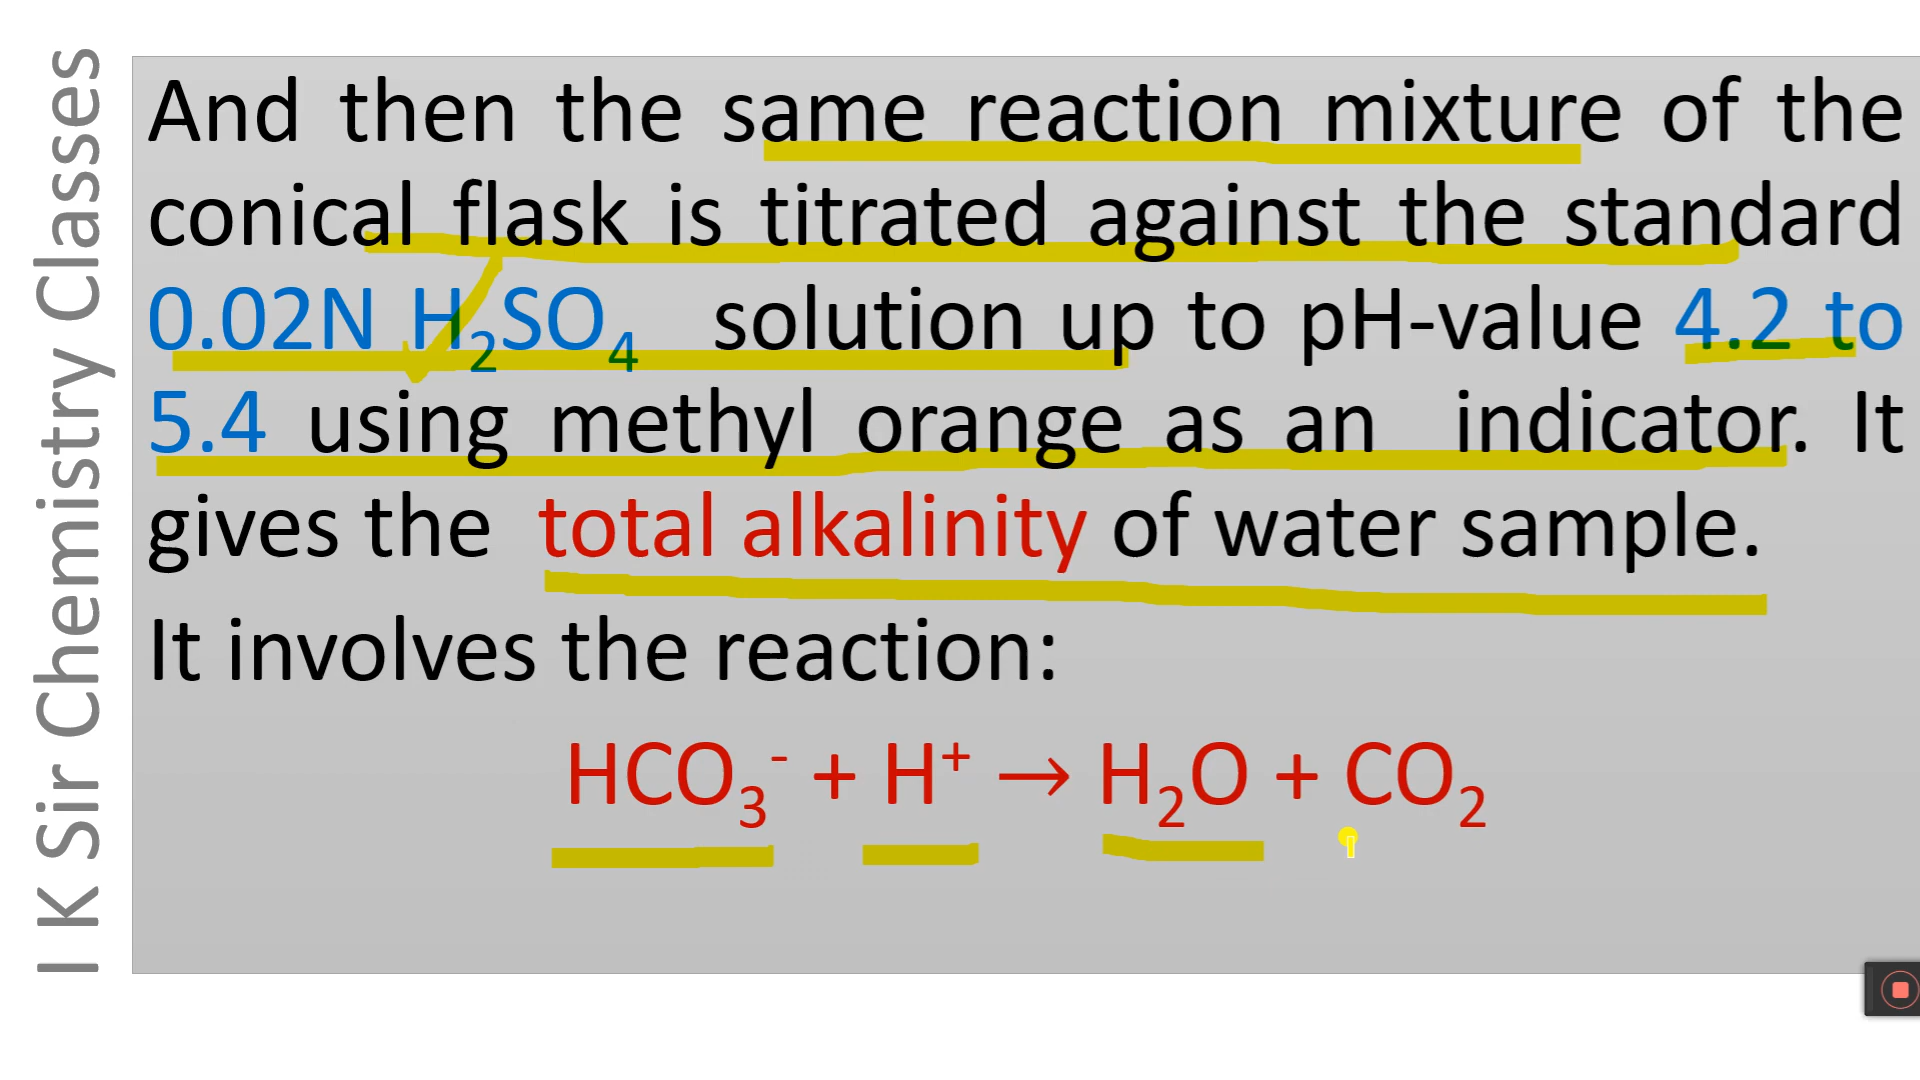 I K Sir Chemistry Classes
And then the same reaction mixture of the
conical flask is titrated against the standard
0.02N H₂SO₄ solution up to pH-value 4.2 to
5.4 using methyl orange as an indicator. It
gives the total alkalinity of water sample.
It involves the reaction:
HCO₃⁻ + H⁺ → H₂O + CO₂